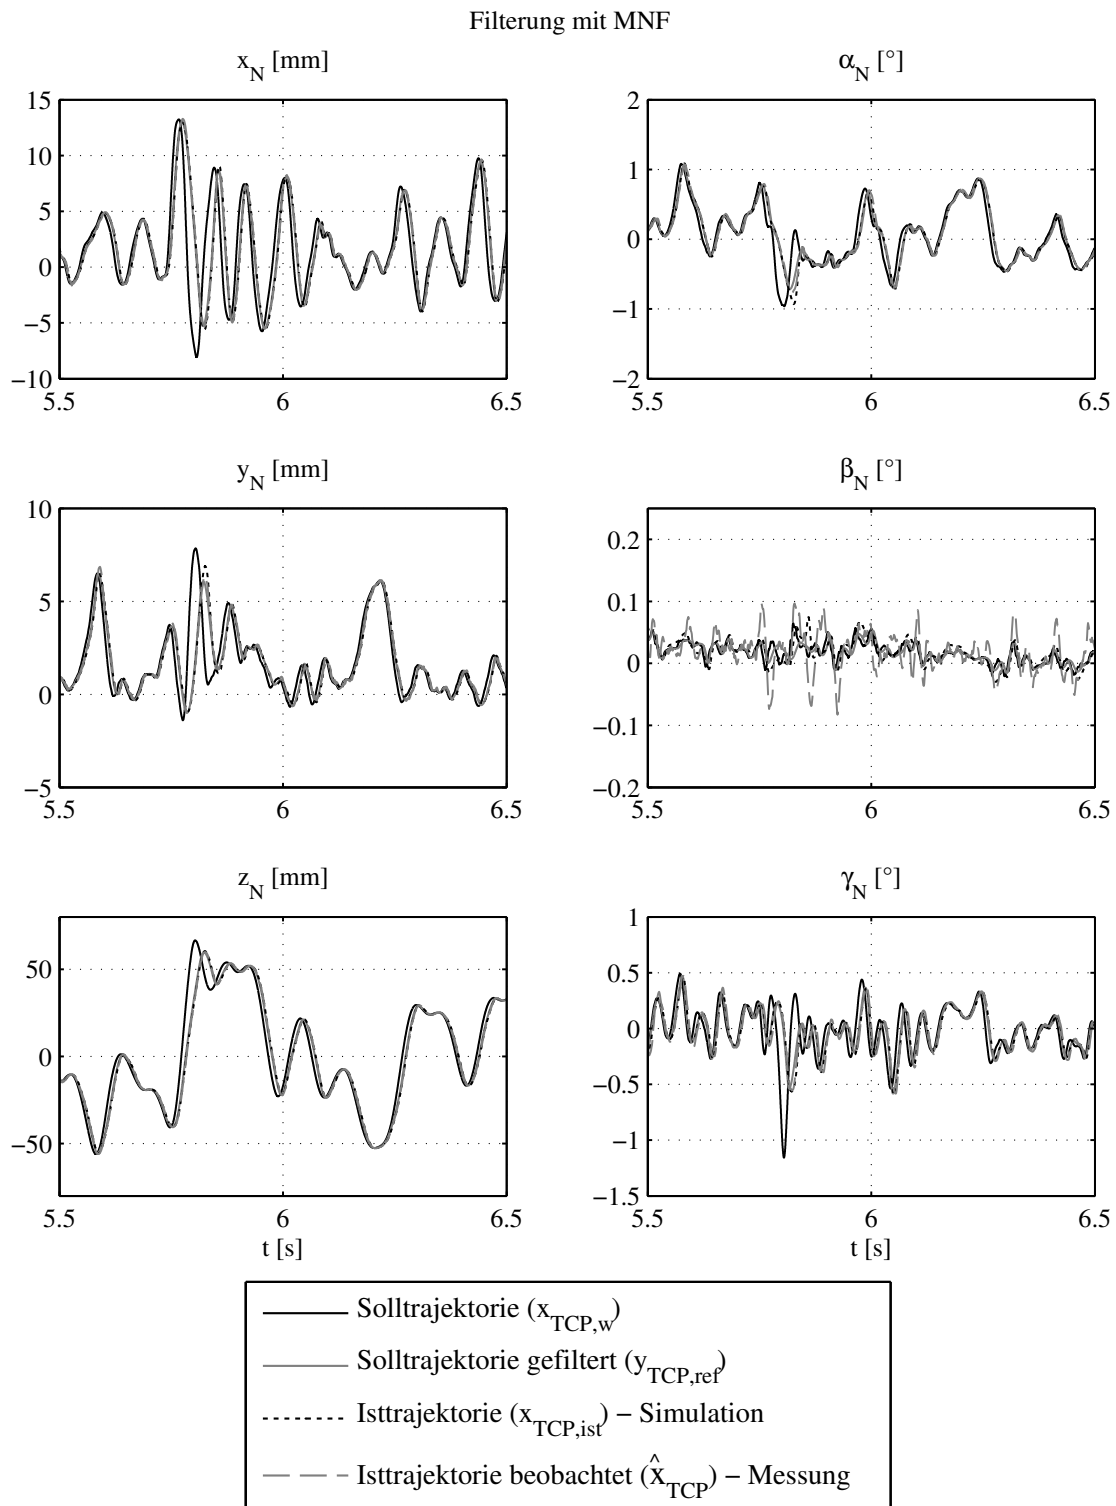 Filterung mit MNF
x_N [mm]
15
10
5
0
−5
−10
5.5 6 6.5
α_N [°]
2
1
0
−1
−2
5.5 6 6.5
y_N [mm]
10
5
0
−5
5.5 6 6.5
β_N [°]
0.2
0.1
0
−0.1
−0.2
5.5 6 6.5
z_N [mm]
50
0
−50
5.5 6 6.5
t [s]
γ_N [°]
1
0.5
0
−0.5
−1
−1.5
5.5 6 6.5
t [s]
Solltrajektorie (x_TCP,w)
Solltrajektorie gefiltert (y_TCP,ref)
Isttrajektorie (x_TCP,ist) − Simulation
Isttrajektorie beobachtet (x̂_TCP) − Messung